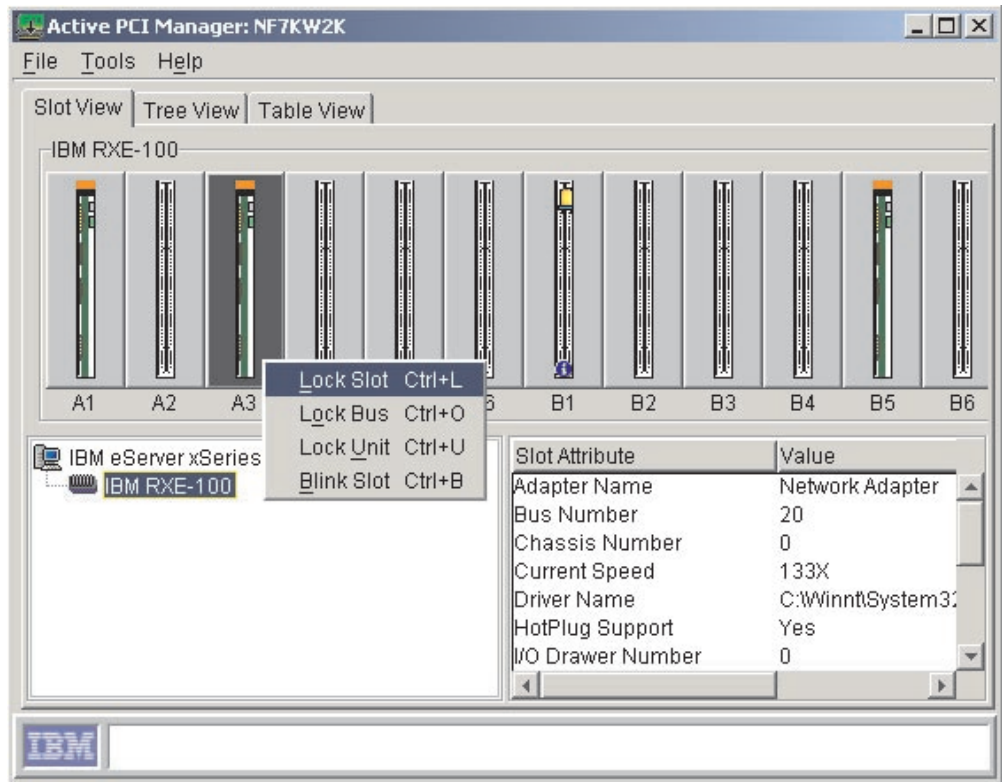 Active PCI Manager: NF7KW2K
File Tools Help
Slot View Tree View Table View
IBM RXE-100
A1 A2 A3 6 B1 B2 B3 B4 B5 B6
Lock Slot Ctrl+L
Lock Bus Ctrl+O
Lock Unit Ctrl+U
Blink Slot Ctrl+B
IBM eServer xSeries
IBM RXE-100
Slot Attribute Value
Adapter Name Network Adapter
Bus Number 20
Chassis Number 0
Current Speed 133X
Driver Name C:\Winnt\System32
HotPlug Support Yes
I/O Drawer Number 0
IBM